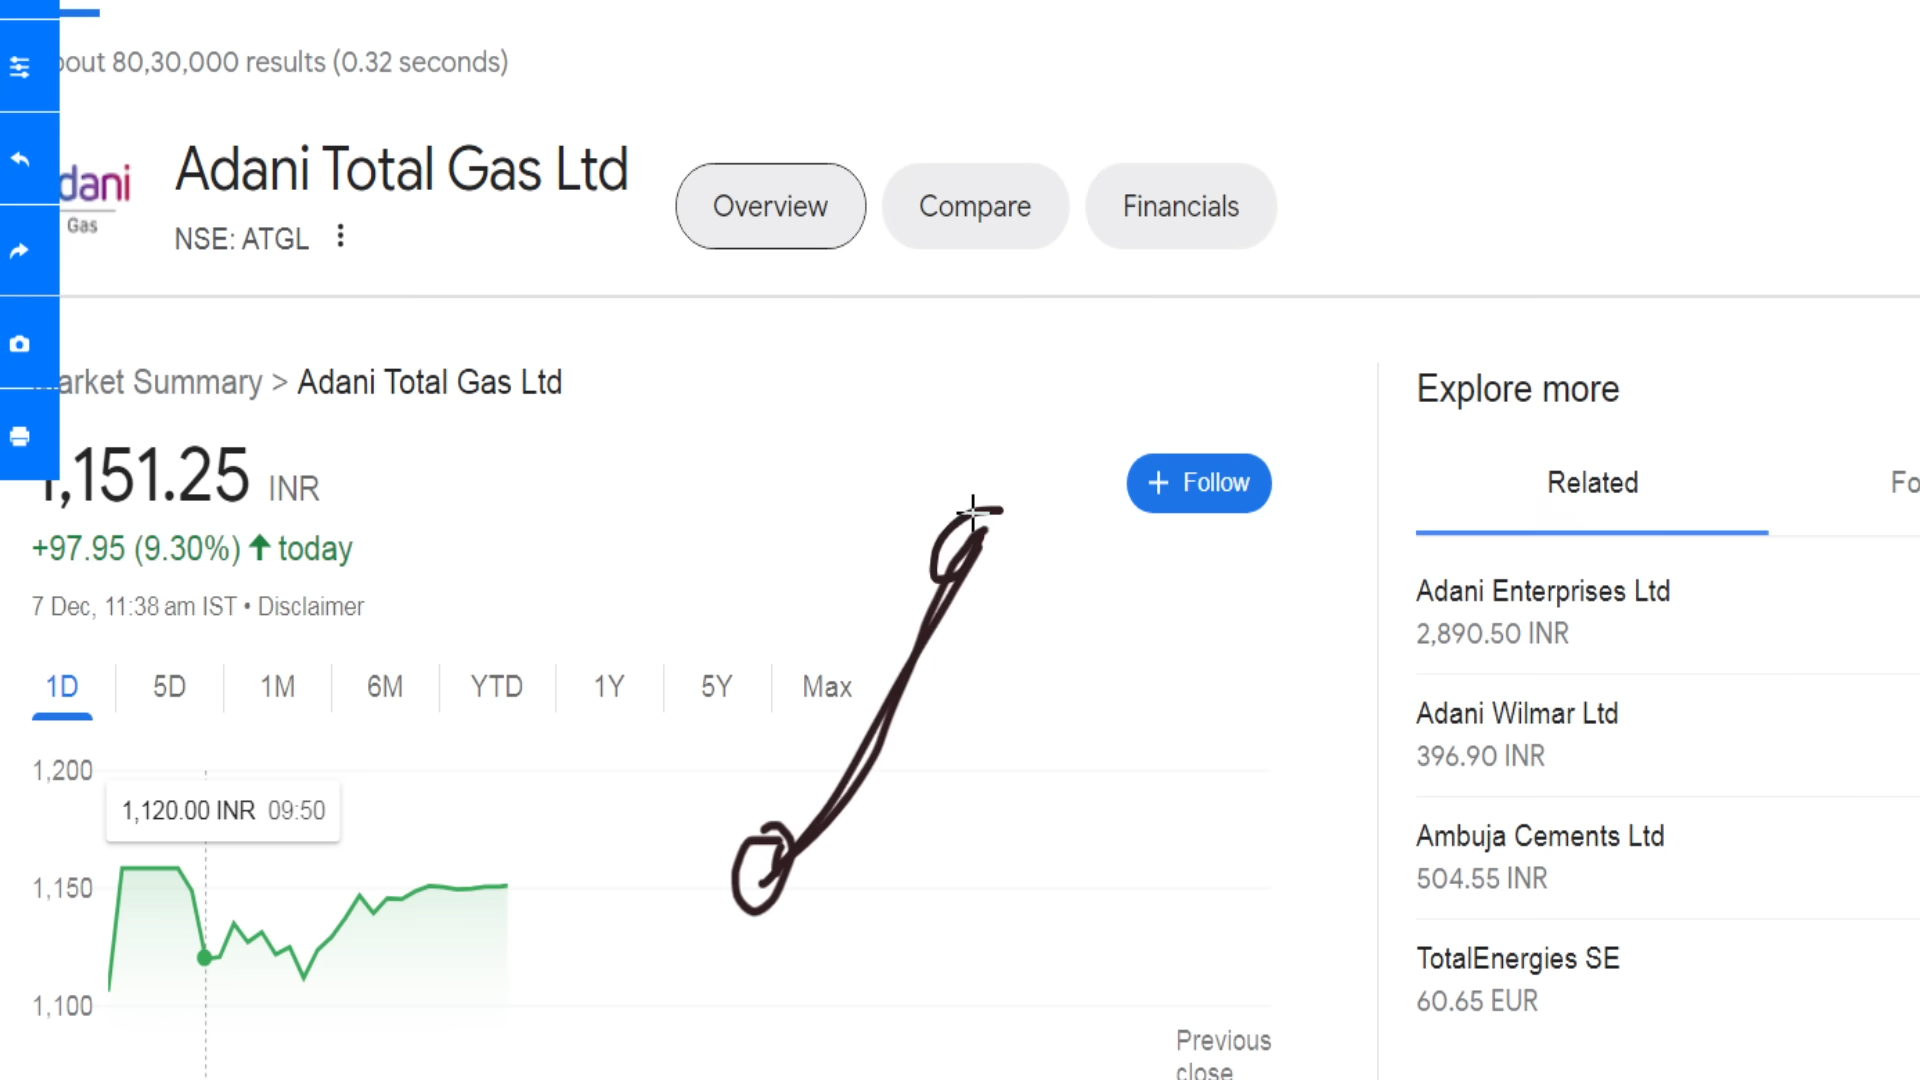 bout 80,30,000 results (0.32 seconds)
dani
Gas
Adani Total Gas Ltd
NSE: ATGL
Overview
Compare
Financials
arket Summary > Adani Total Gas Ltd
1,151.25 INR
+ Follow
+97.95 (9.30%) ↑ today
7 Dec, 11:38 am IST • Disclaimer
1D 5D 1M 6M YTD 1Y 5Y Max
1,200
1,120.00 INR 09:50
1,150
1,100
Previous
close
Explore more
Related
Fo
Adani Enterprises Ltd
2,890.50 INR
Adani Wilmar Ltd
396.90 INR
Ambuja Cements Ltd
504.55 INR
TotalEnergies SE
60.65 EUR